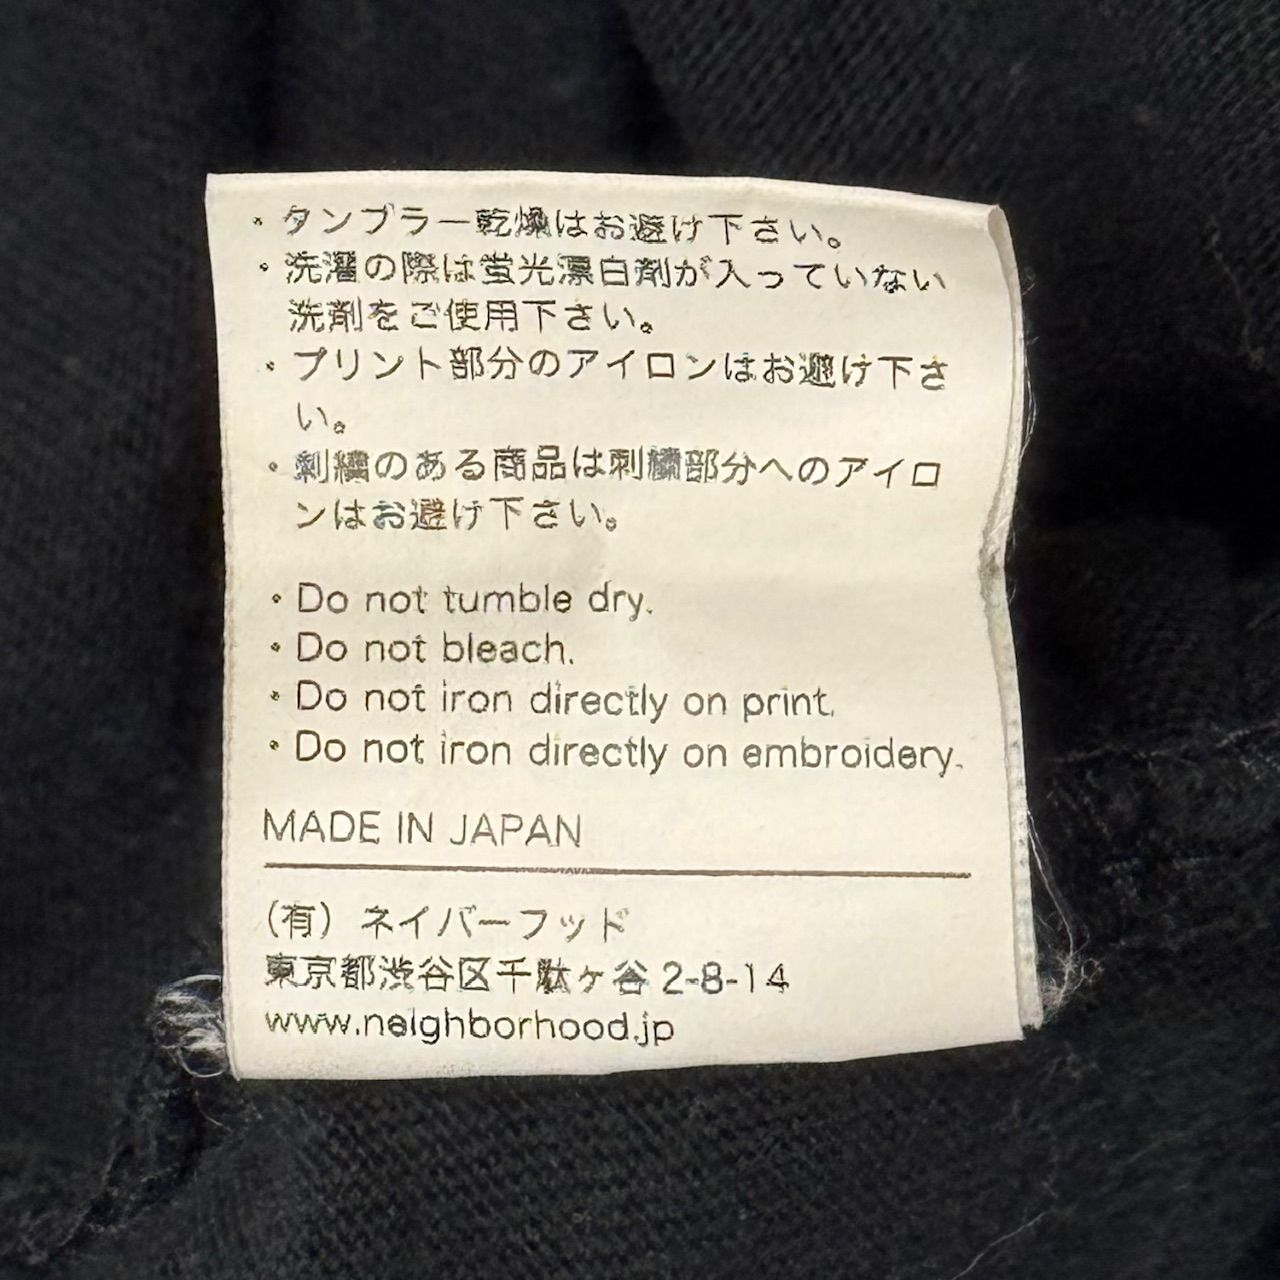 ・タンブラー乾燥はお避け下さい。
・洗濯の際は蛍光漂白剤が入っていない
洗剤をご使用下さい。
・プリント部分のアイロンはお避け下さ
い。
・刺繍のある商品は刺繍部分へのアイロ
ンはお避け下さい。
・Do not tumble dry.
・Do not bleach.
・Do not iron directly on print.
・Do not iron directly on embroidery.
MADE IN JAPAN
（有）ネイバーフッド
東京都渋谷区千駄ヶ谷 2-8-14
www.neighborhood.jp